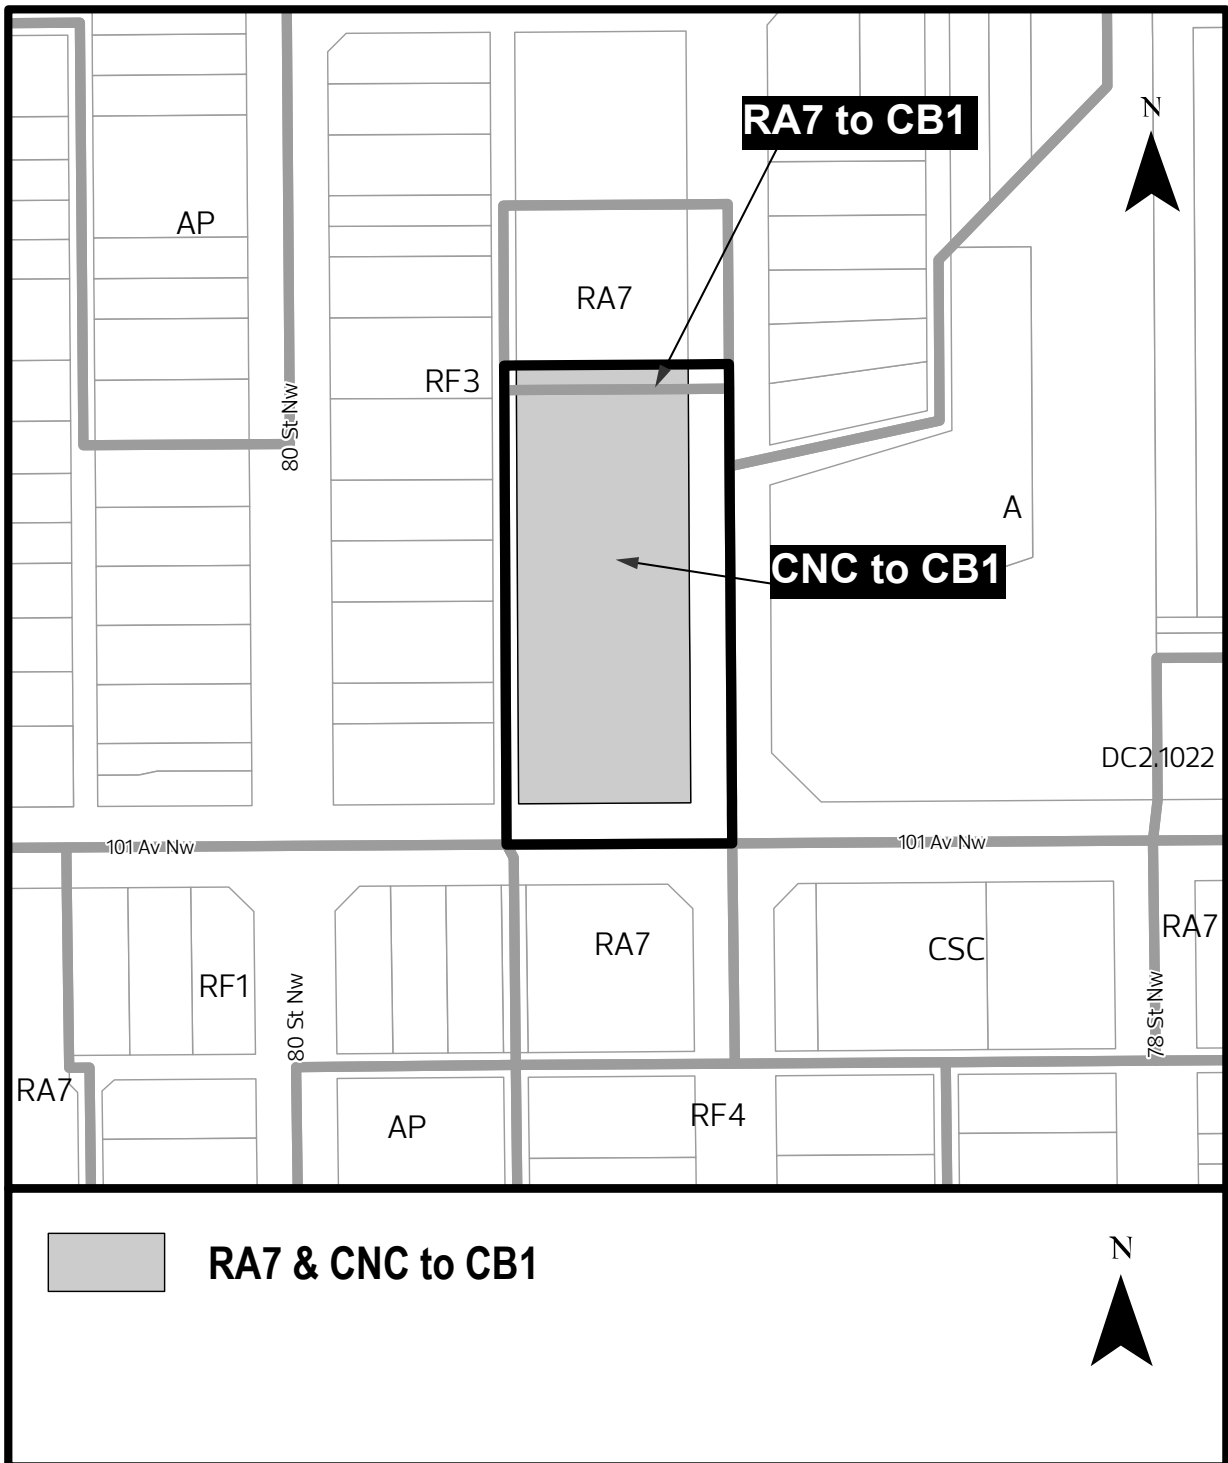 RA7 to CB1
N
AP
RA7
RF3
80 St Nw
A
CNC to CB1
DC2.1022
101 Av Nw
101 Av Nw
RA7
RA7
CSC
RF1
80 St Nw
78 St Nw
RA7
AP
RF4
RA7 & CNC to CB1
N